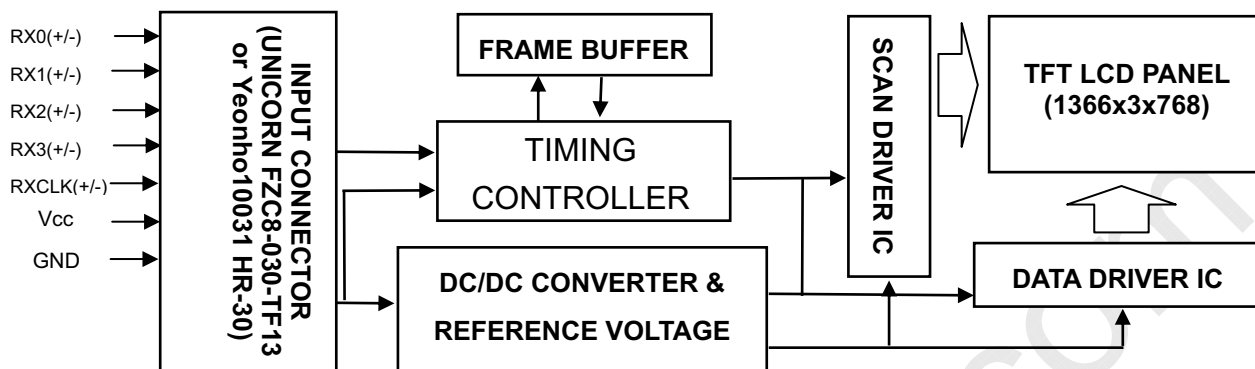 RX0(+/-)
RX1(+/-)
RX2(+/-)
RX3(+/-)
RXCLK(+/-)
Vcc
GND
INPUT CONNECTOR
(UNICORN FZC8-030-TF13
or Yeonho10031 HR-30)
FRAME BUFFER
TIMING
CONTROLLER
DC/DC CONVERTER &
REFERENCE VOLTAGE
SCAN DRIVER IC
TFT LCD PANEL
(1366x3x768)
DATA DRIVER IC
com